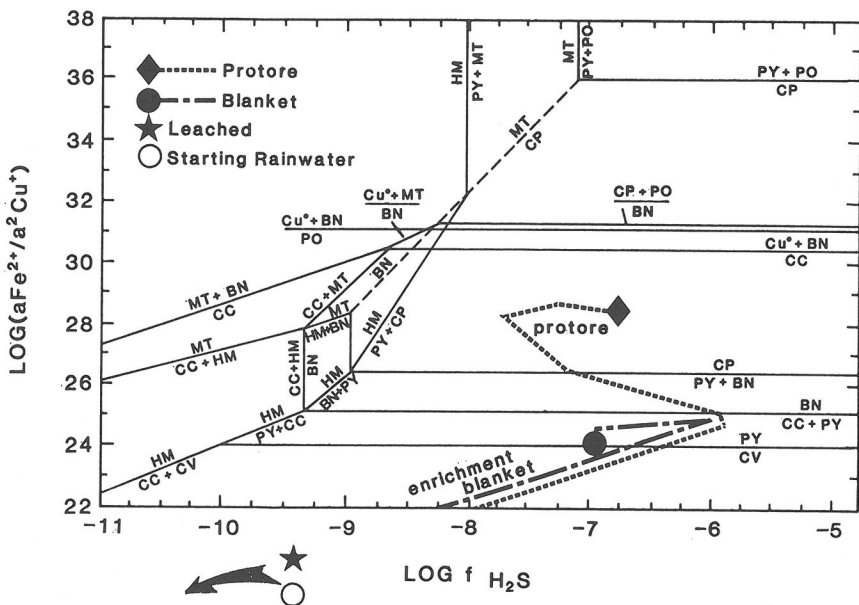 LOG(aFe²⁺/a²Cu⁺)
38
36
34
32
30
28
26
24
22
Protore
Blanket
Leached
Starting Rainwater
HM
PY+MT
MT
PY+PO
PY+PO
CP
MT
CP
Cu°+MT
BN
CP+PO
BN
Cu°+BN
PO
Cu°+BN
CC
MT+BN
CC
CC+MT
BN
MT
HM+BN
MT
CC+HM
CC+HM
BN
HM
PY+CP
protore
CP
PY+BN
HM
BN+PY
BN
CC+PY
HM
PY+CC
PY
CV
HM
CC+CV
enrichment
blanket
-11
-10
-9
-8
-7
-6
-5
LOG f H₂S